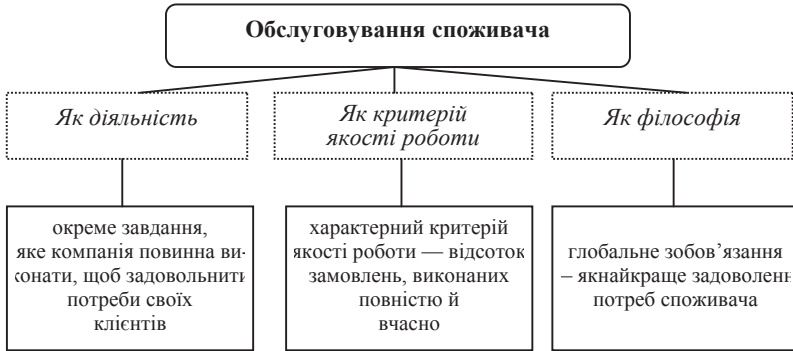 Обслуговування споживача
Як діяльність
Як критерій
якості роботи
Як філософія
окреме завдання,
яке компанія повинна ви-
конати, щоб задовольнити
потреби своїх
клієнтів
характерний критерій
якості роботи — відсоток
замовлень, виконаних
повністю й
вчасно
глобальне зобов’язання
– якнайкраще задоволенн
потреб споживача